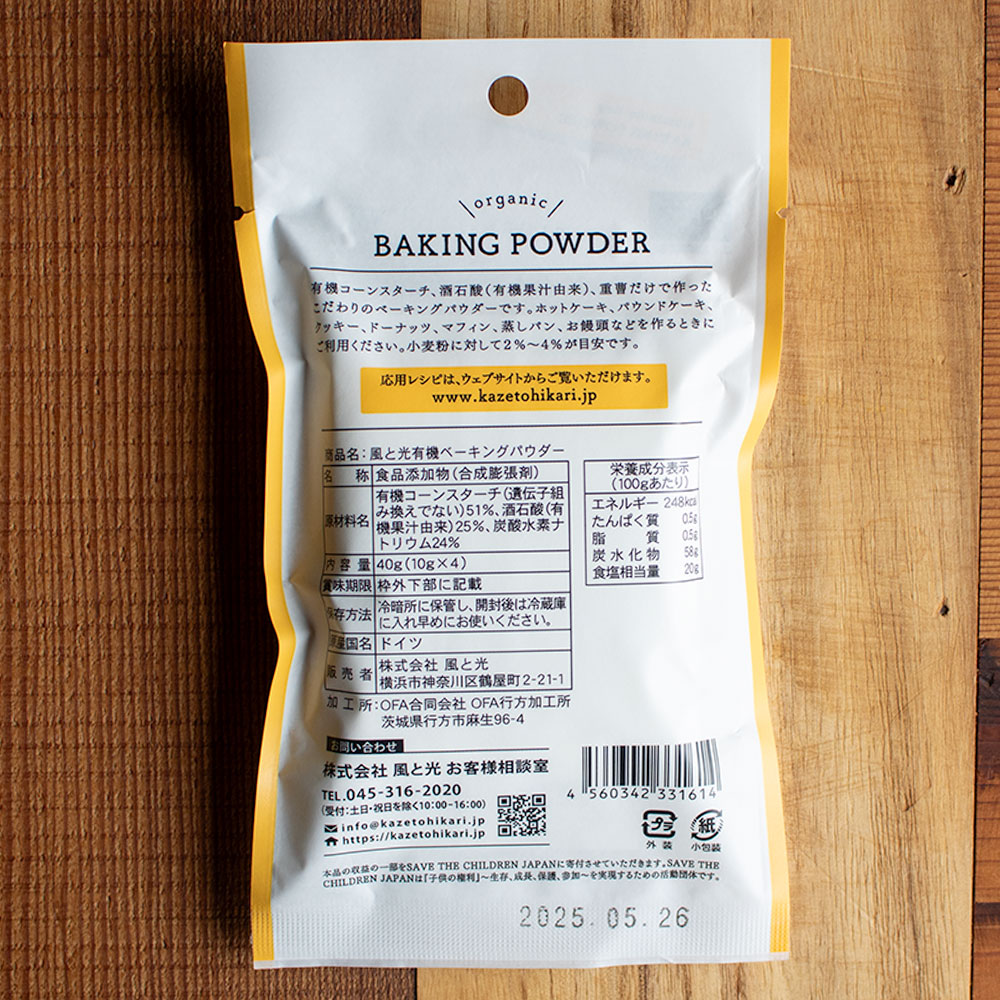 organic
BAKING POWDER
有機コーンスターチ、酒石酸(有機果汁由来)、重曹だけで作った
こだわりのベーキングパウダーです。ホットケーキ、パウンドケーキ、
クッキー、ドーナッツ、マフィン、蒸しパン、お饅頭などを作るときに
ご利用ください。小麦粉に対して2%〜4%が目安です。
応用レシピは、ウェブサイトからご覧いただけます。
www.kazetohikari.jp
商品名:風と光有機ベーキングパウダー
名 称 食品添加物(合成膨張剤)
原材料名 有機コーンスターチ(遺伝子組
み換えでない)51%、酒石酸(有
機果汁由来)25%、炭酸水素ナ
トリウム24%
内容量 40g(10g×4)
賞味期限 枠外下部に記載
保存方法 冷暗所に保管し、開封後は冷蔵庫
に入れ早めにお使いください。
原産国名 ドイツ
販売者 株式会社 風と光
横浜市神奈川区鶴屋町2-21-1
加工所:OFA合同会社 OFA行方加工所
茨城県行方市麻生96-4
栄養成分表示
(100gあたり)
エネルギー 248kcal
たんぱく質 0.5g
脂 質 0.5g
炭水化物 58g
食塩相当量 20g
お問い合わせ
株式会社 風と光 お客様相談室
TEL.045-316-2020
(受付:土日・祝日を除く10:00-16:00)
info@kazetohikari.jp
https://kazetohikari.jp
4 560342 331614
プラ
外装
紙
小包装
本品の収益の一部をSAVE THE CHILDREN JAPANに寄付させていただきます。SAVE THE
CHILDREN JAPANは「子供の権利」〜生存、成長、保護、参加〜を実現するための活動団体です。
2025.05.26